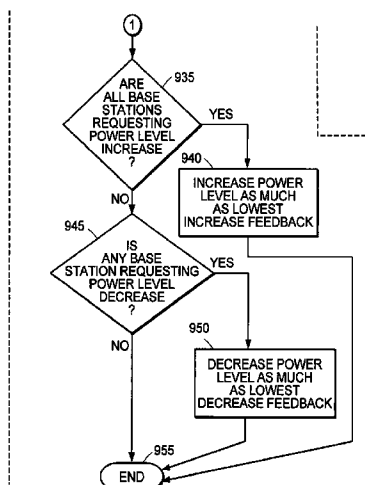 1
935
ARE
ALL BASE
STATIONS
REQUESTING
POWER LEVEL
INCREASE
?
YES
940
INCREASE POWER
LEVEL AS MUCH
AS LOWEST
INCREASE FEEDBACK
NO
945
IS
ANY BASE
STATION REQUESTING
POWER LEVEL
DECREASE
?
YES
950
DECREASE POWER
LEVEL AS MUCH
AS LOWEST
DECREASE FEEDBACK
NO
955
END